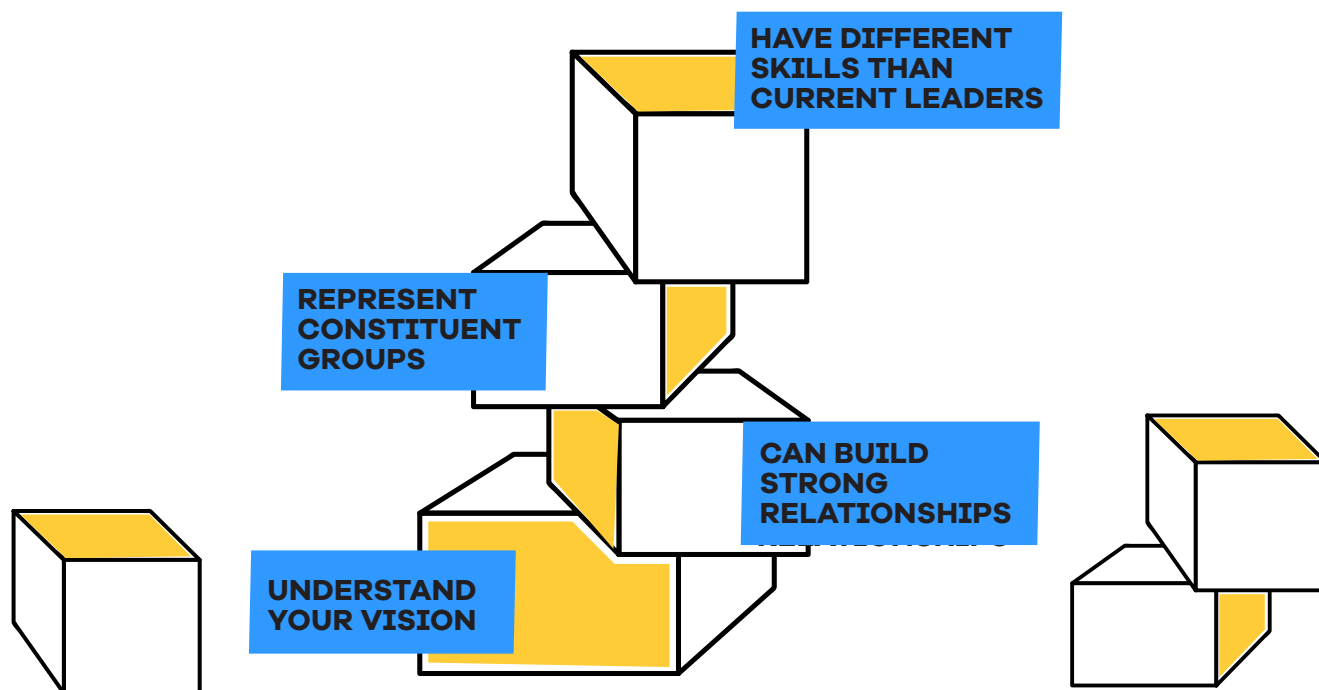 HAVE DIFFERENT
SKILLS THAN
CURRENT LEADERS
REPRESENT
CONSTITUENT
GROUPS
CAN BUILD
STRONG
RELATIONSHIPS
UNDERSTAND
YOUR VISION